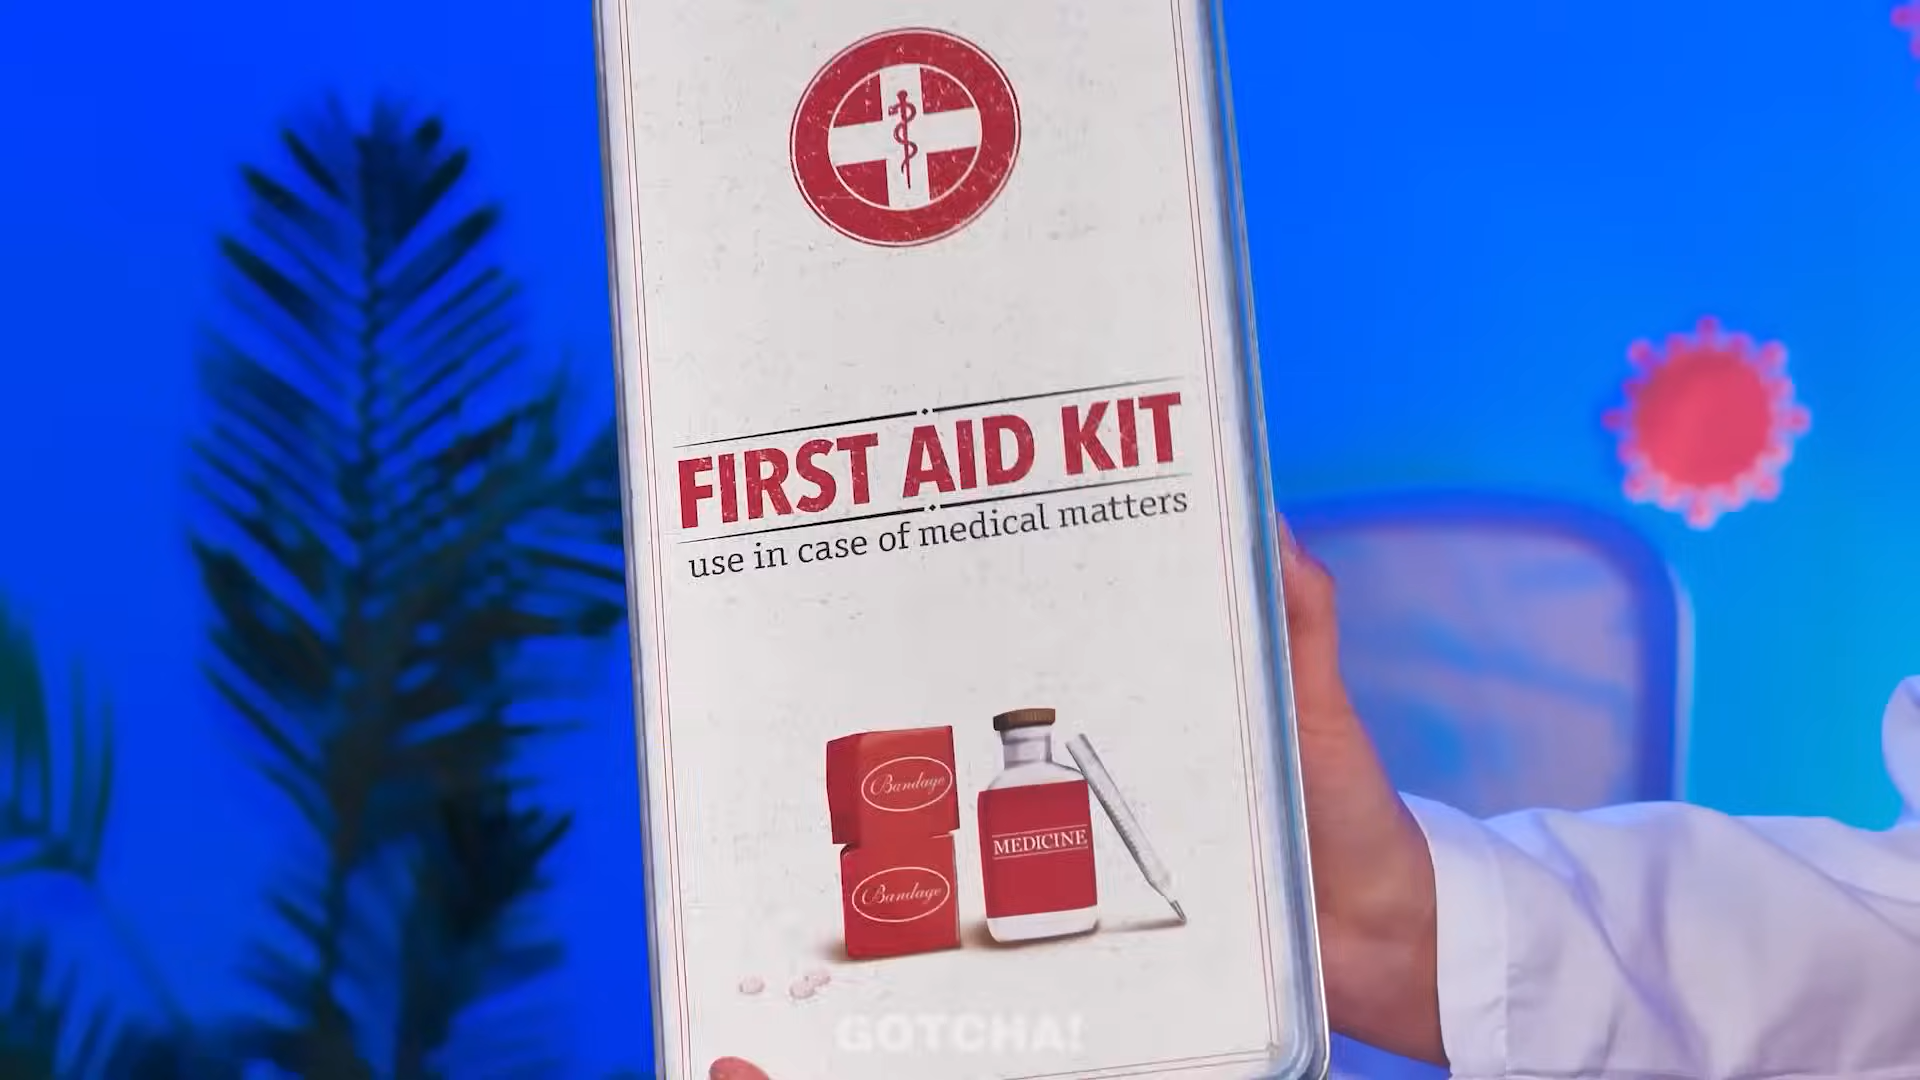 FIRST AID KIT
use in case of medical matters
Bandage
MEDICINE
Bandage
GOTCHA!